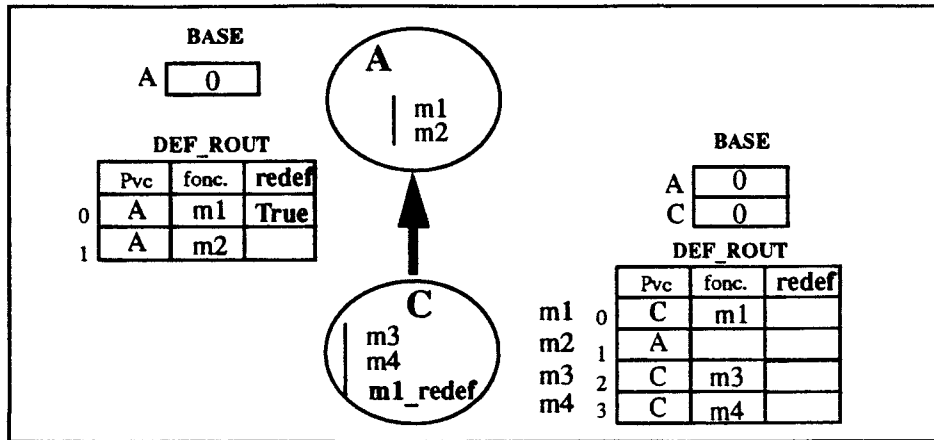 BASE
A 0
DEF_ROUT
Pvc fonc. redef
0 A m1 True
1 A m2
A
m1
m2
C
m3
m4
m1_redef
BASE
A 0
C 0
DEF_ROUT
Pvc fonc. redef
m1 0 C m1
m2 1 A
m3 2 C m3
m4 3 C m4